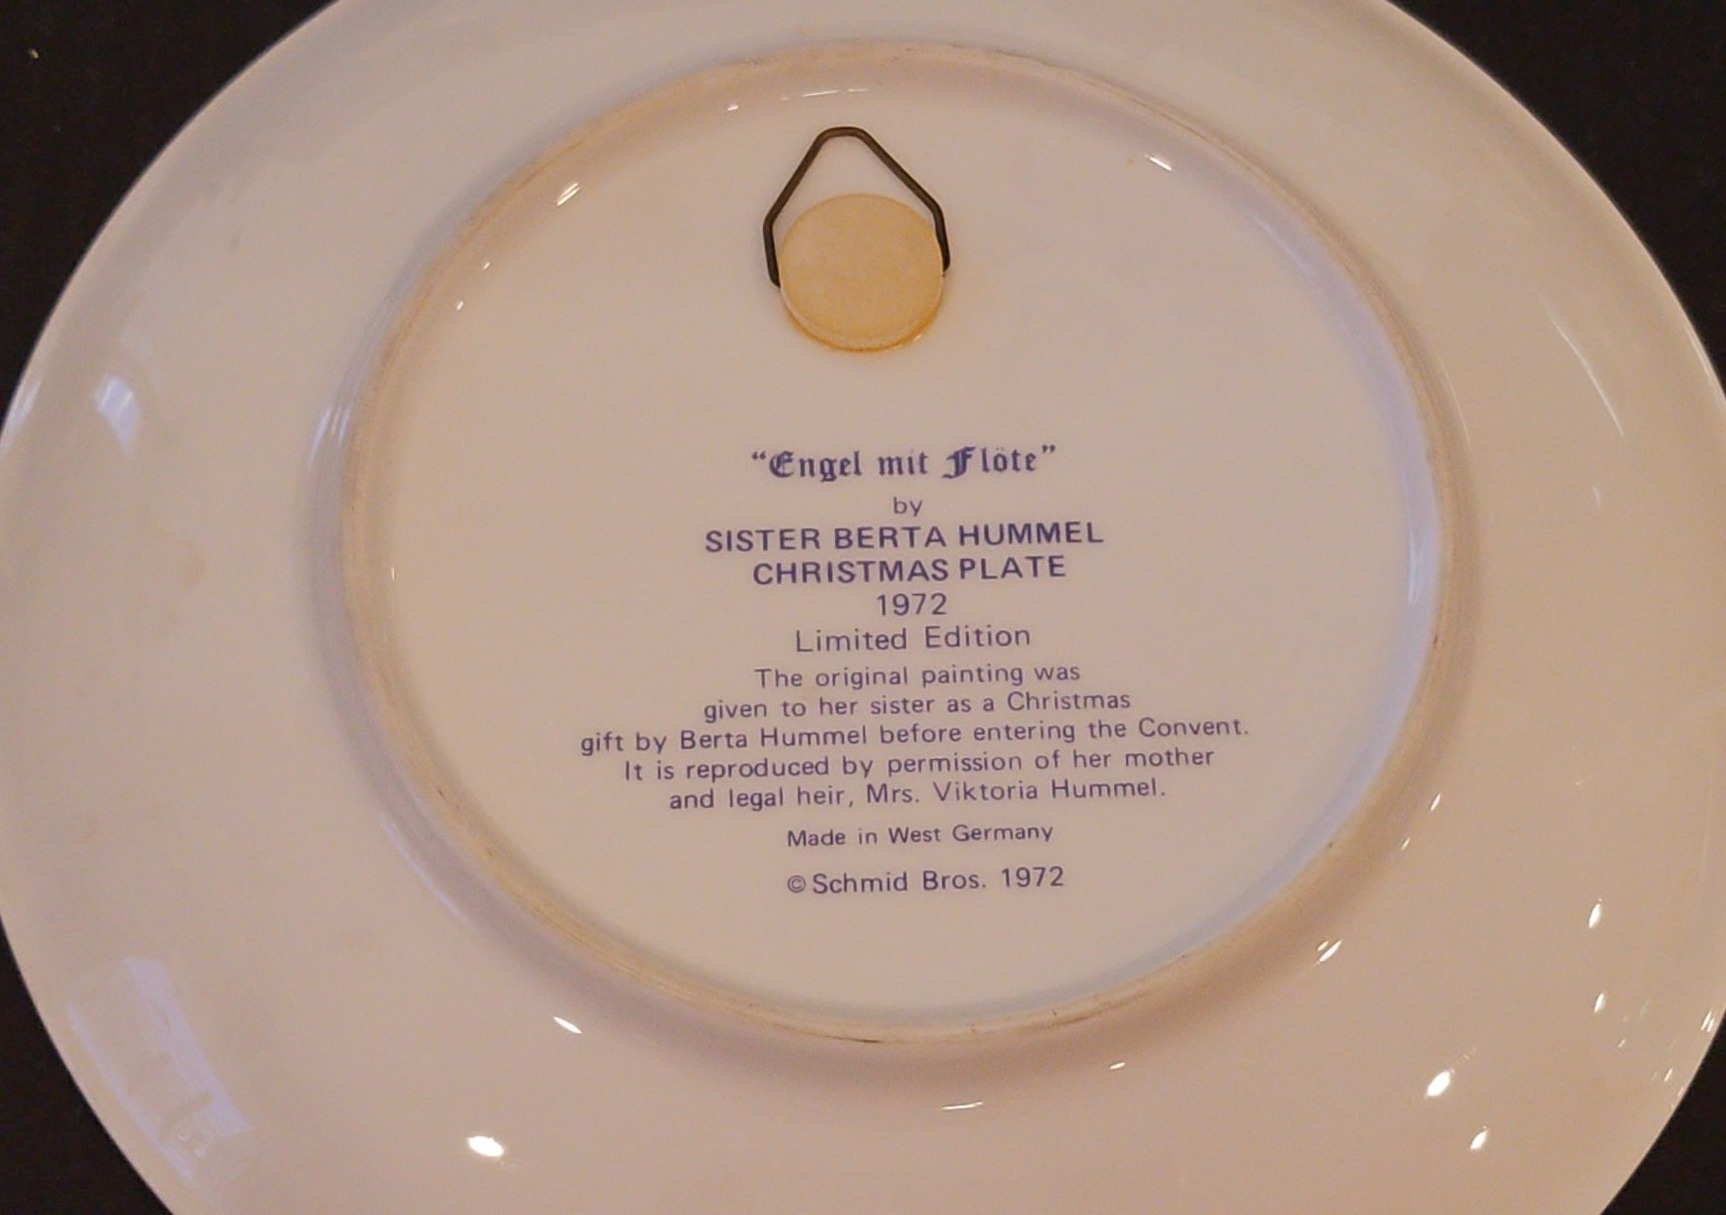 “Engel mit Flöte”
by
SISTER BERTA HUMMEL
CHRISTMAS PLATE
1972
Limited Edition
The original painting was
given to her sister as a Christmas
gift by Berta Hummel before entering the Convent.
It is reproduced by permission of her mother
and legal heir, Mrs. Viktoria Hummel.
Made in West Germany
© Schmid Bros. 1972